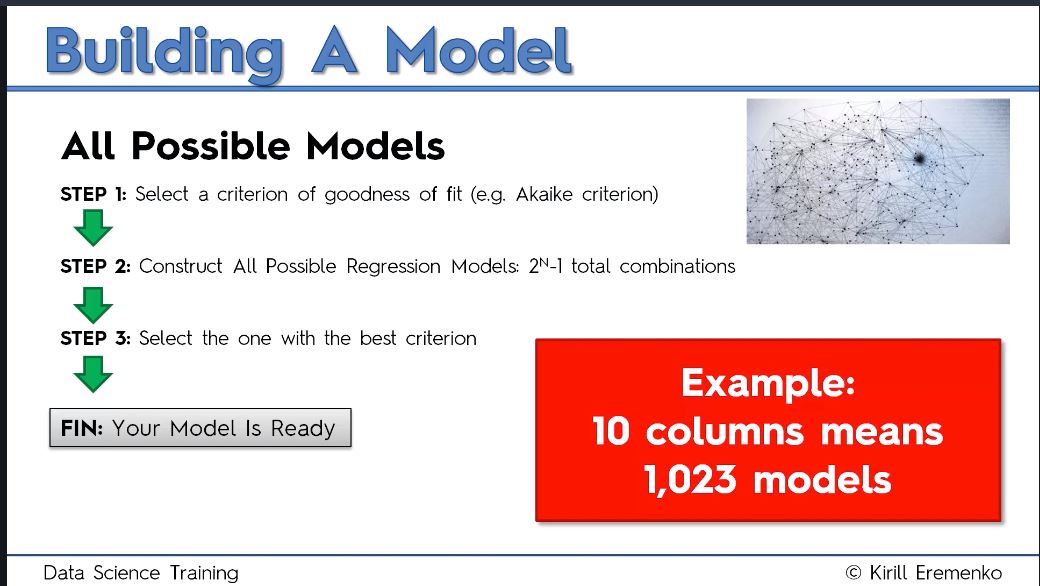 Building A Model
All Possible Models
STEP 1: Select a criterion of goodness of fit (e.g. Akaike criterion)
STEP 2: Construct All Possible Regression Models: 2ᴺ-1 total combinations
STEP 3: Select the one with the best criterion
FIN: Your Model Is Ready
Example:
10 columns means
1,023 models
Data Science Training
© Kirill Eremenko